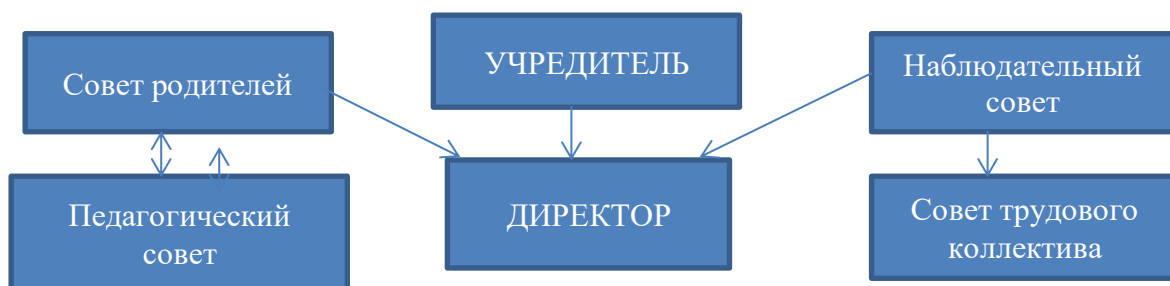 Совет родителей
УЧРЕДИТЕЛЬ
Наблюдательный
совет
Педагогический
совет
ДИРЕКТОР
Совет трудового
коллектива